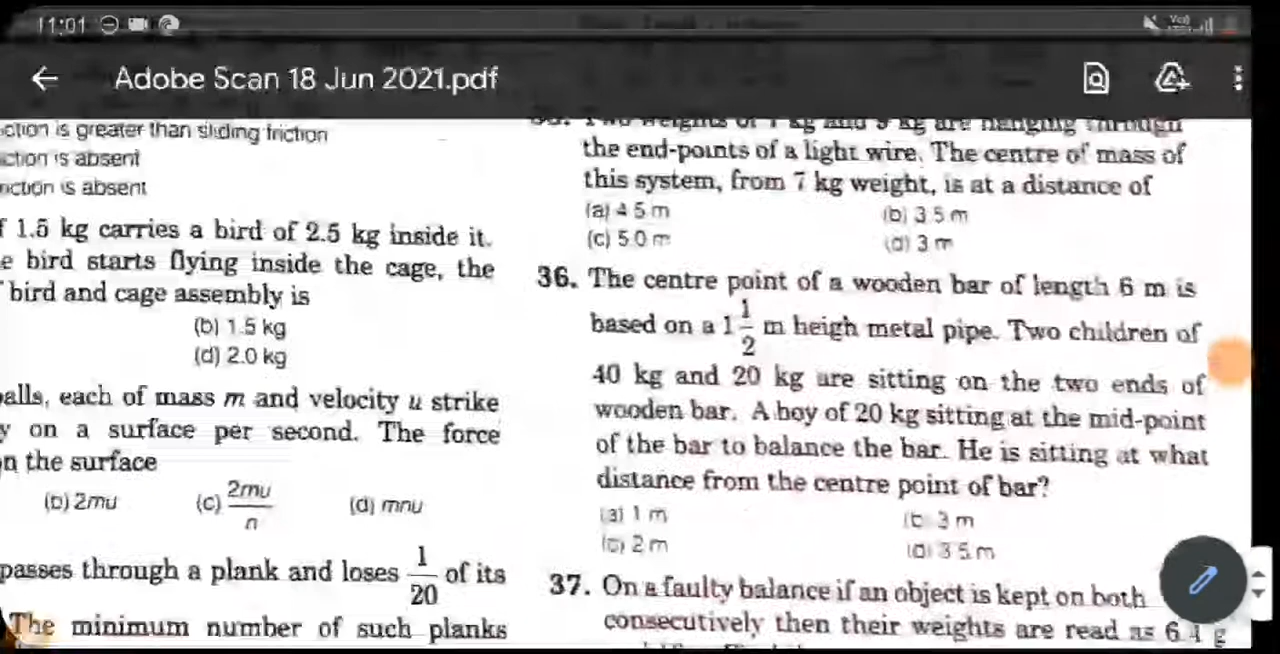 11:01
Adobe Scan 18 Jun 2021.pdf
ction is greater than sliding friction
ction is absent
riction is absent
f 1.5 kg carries a bird of 2.5 kg inside it.
e bird starts flying inside the cage, the
bird and cage assembly is
(b) 1.5 kg
(d) 2.0 kg
alls, each of mass m and velocity u strike
y on a surface per second. The force
n the surface
(b) 2mu (c) 2mu/n (d) mnu
passes through a plank and loses 1/20 of its
The minimum number of such planks
kg are hanging through
the end-points of a light wire. The centre of mass of
this system, from 7 kg weight, is at a distance of
(a) 4.5 m (b) 3.5 m
(c) 5.0 m (d) 3 m
36. The centre point of a wooden bar of length 6 m is
based on a 1 1/2 m heigh metal pipe. Two children of
40 kg and 20 kg are sitting on the two ends of
wooden bar. A boy of 20 kg sitting at the mid-point
of the bar to balance the bar. He is sitting at what
distance from the centre point of bar?
(a) 1 m (b) 3 m
(c) 2 m (d) 3.5 m
37. On a faulty balance if an object is kept on both
consecutively then their weights are read as 6.4 g